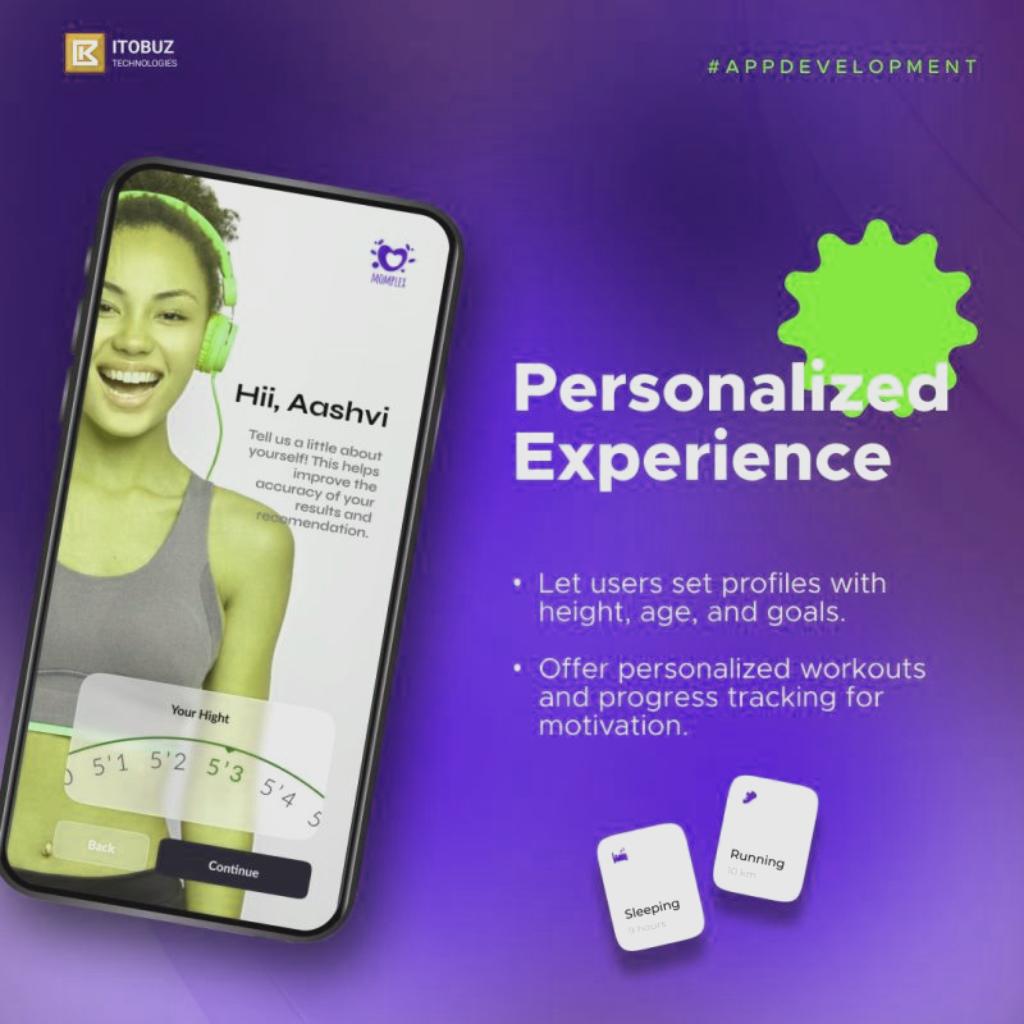 ITOBUZ
TECHNOLOGIES
#APPDEVELOPMENT
MOMPLEX
Hii, Aashvi
Tell us a little about
yourself! This helps
improve the
accuracy of your
results and
recomendation.
Your Hight
5'1 5'2 5'3 5'4 5
Back
Continue
Personalized
Experience
• Let users set profiles with
height, age, and goals.
• Offer personalized workouts
and progress tracking for
motivation.
Running
10 km
Sleeping
9 hours